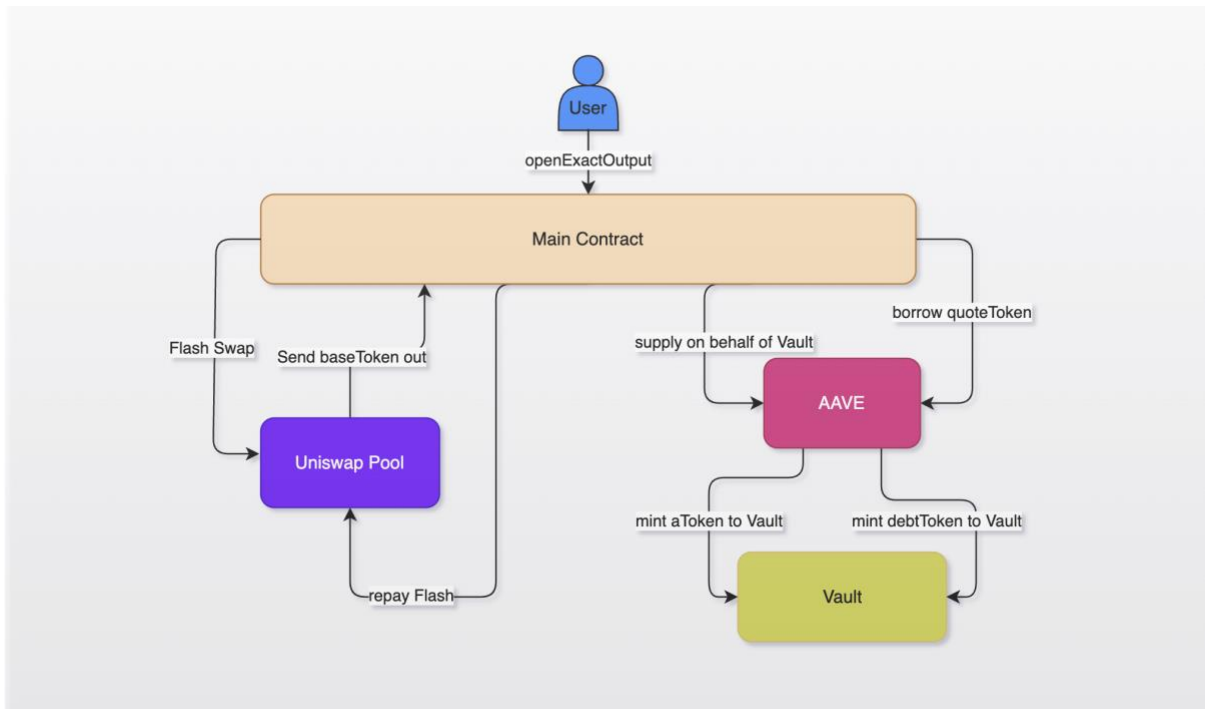 User
openExactOutput
Main Contract
borrow quoteToken
supply on behalf of Vault
Flash Swap
Send baseToken out
AAVE
Uniswap Pool
mint aToken to Vault
mint debtToken to Vault
repay Flash
Vault